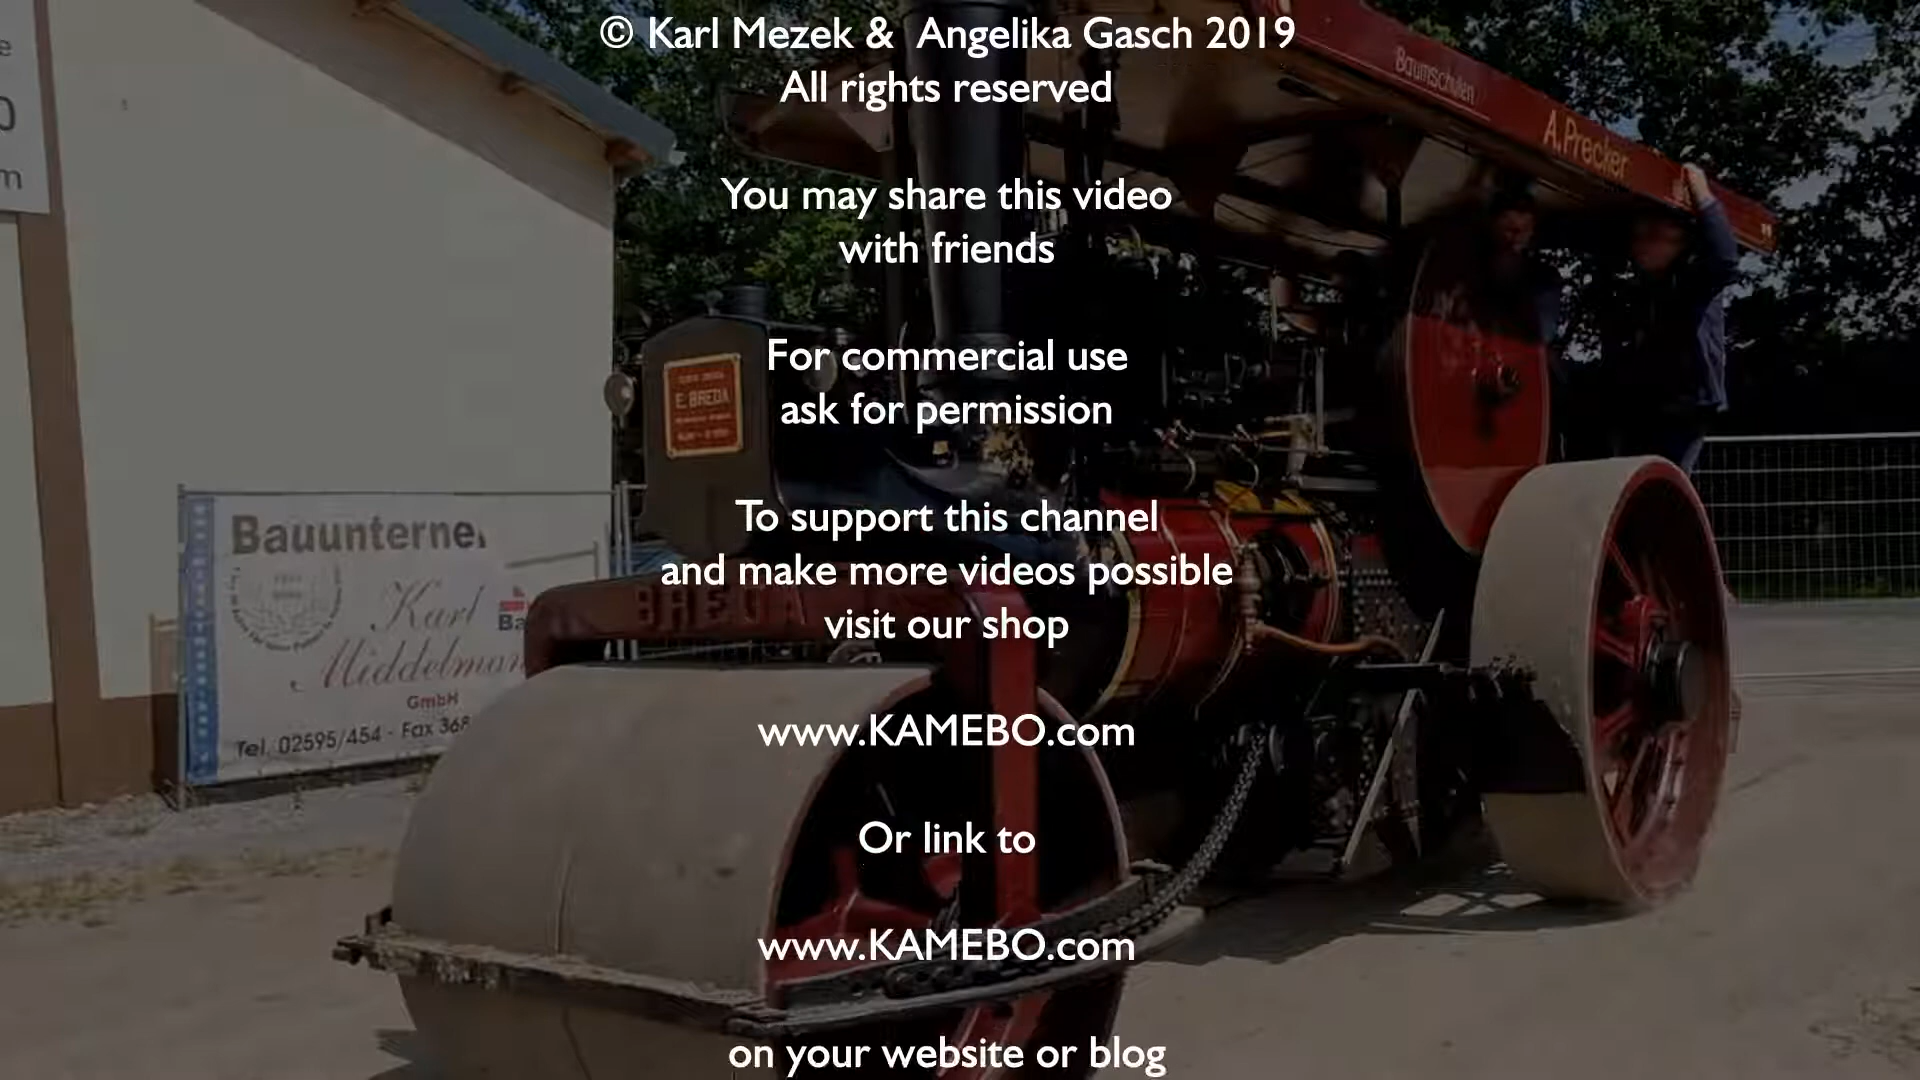 © Karl Mezek & Angelika Gasch 2019
All rights reserved
You may share this video
with friends
For commercial use
ask for permission
To support this channel
and make more videos possible
visit our shop
www.KAMEBO.com
Or link to
www.KAMEBO.com
on your website or blog
Baumschulen
A. Precker
E. BREDA
BREDA
Bauunterne
Karl
Middelman
GmbH
Tel. 02595/454 - Fax 368
Ba
e
0
m